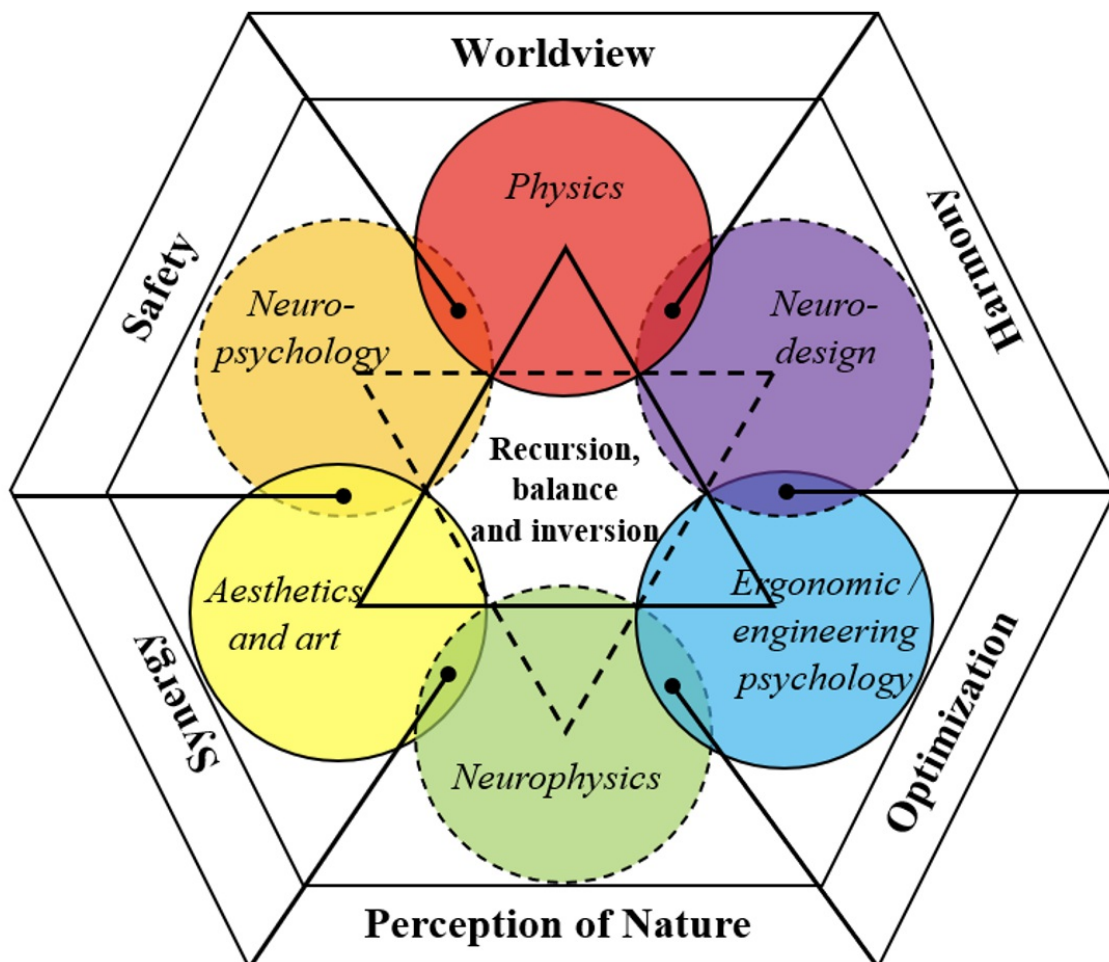 Worldview
Physics
Safety
Harmony
Neuro-
psychology
Neuro-
design
Recursion,
balance
and inversion
Aesthetics
and art
Ergonomic /
engineering
psychology
Synergy
Optimization
Neurophysics
Perception of Nature